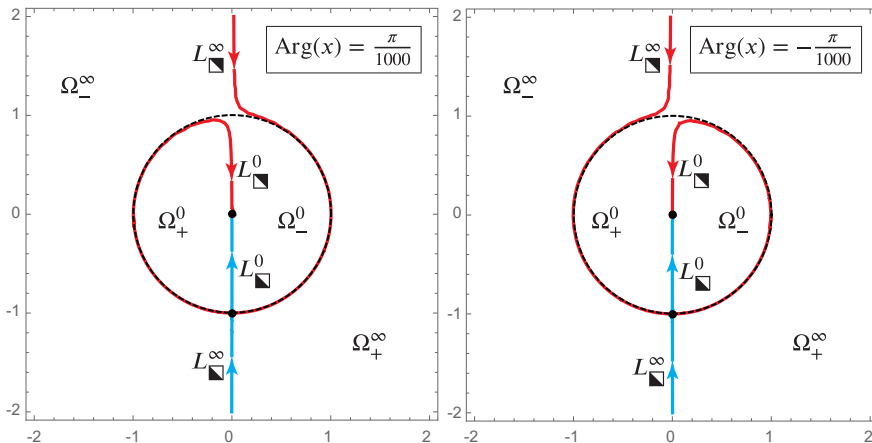 Arg(x) = π/1000
L^∞_⬕
Ω^∞_−
L^0_⬔
Ω^0_+
Ω^0_−
L^0_⬕
Ω^∞_+
L^∞_⬔
2
1
0
-1
-2
-2 -1 0 1 2
Arg(x) = −π/1000
L^∞_⬕
Ω^∞_−
L^0_⬔
Ω^0_+
Ω^0_−
L^0_⬕
Ω^∞_+
L^∞_⬔
2
1
0
-1
-2
-2 -1 0 1 2